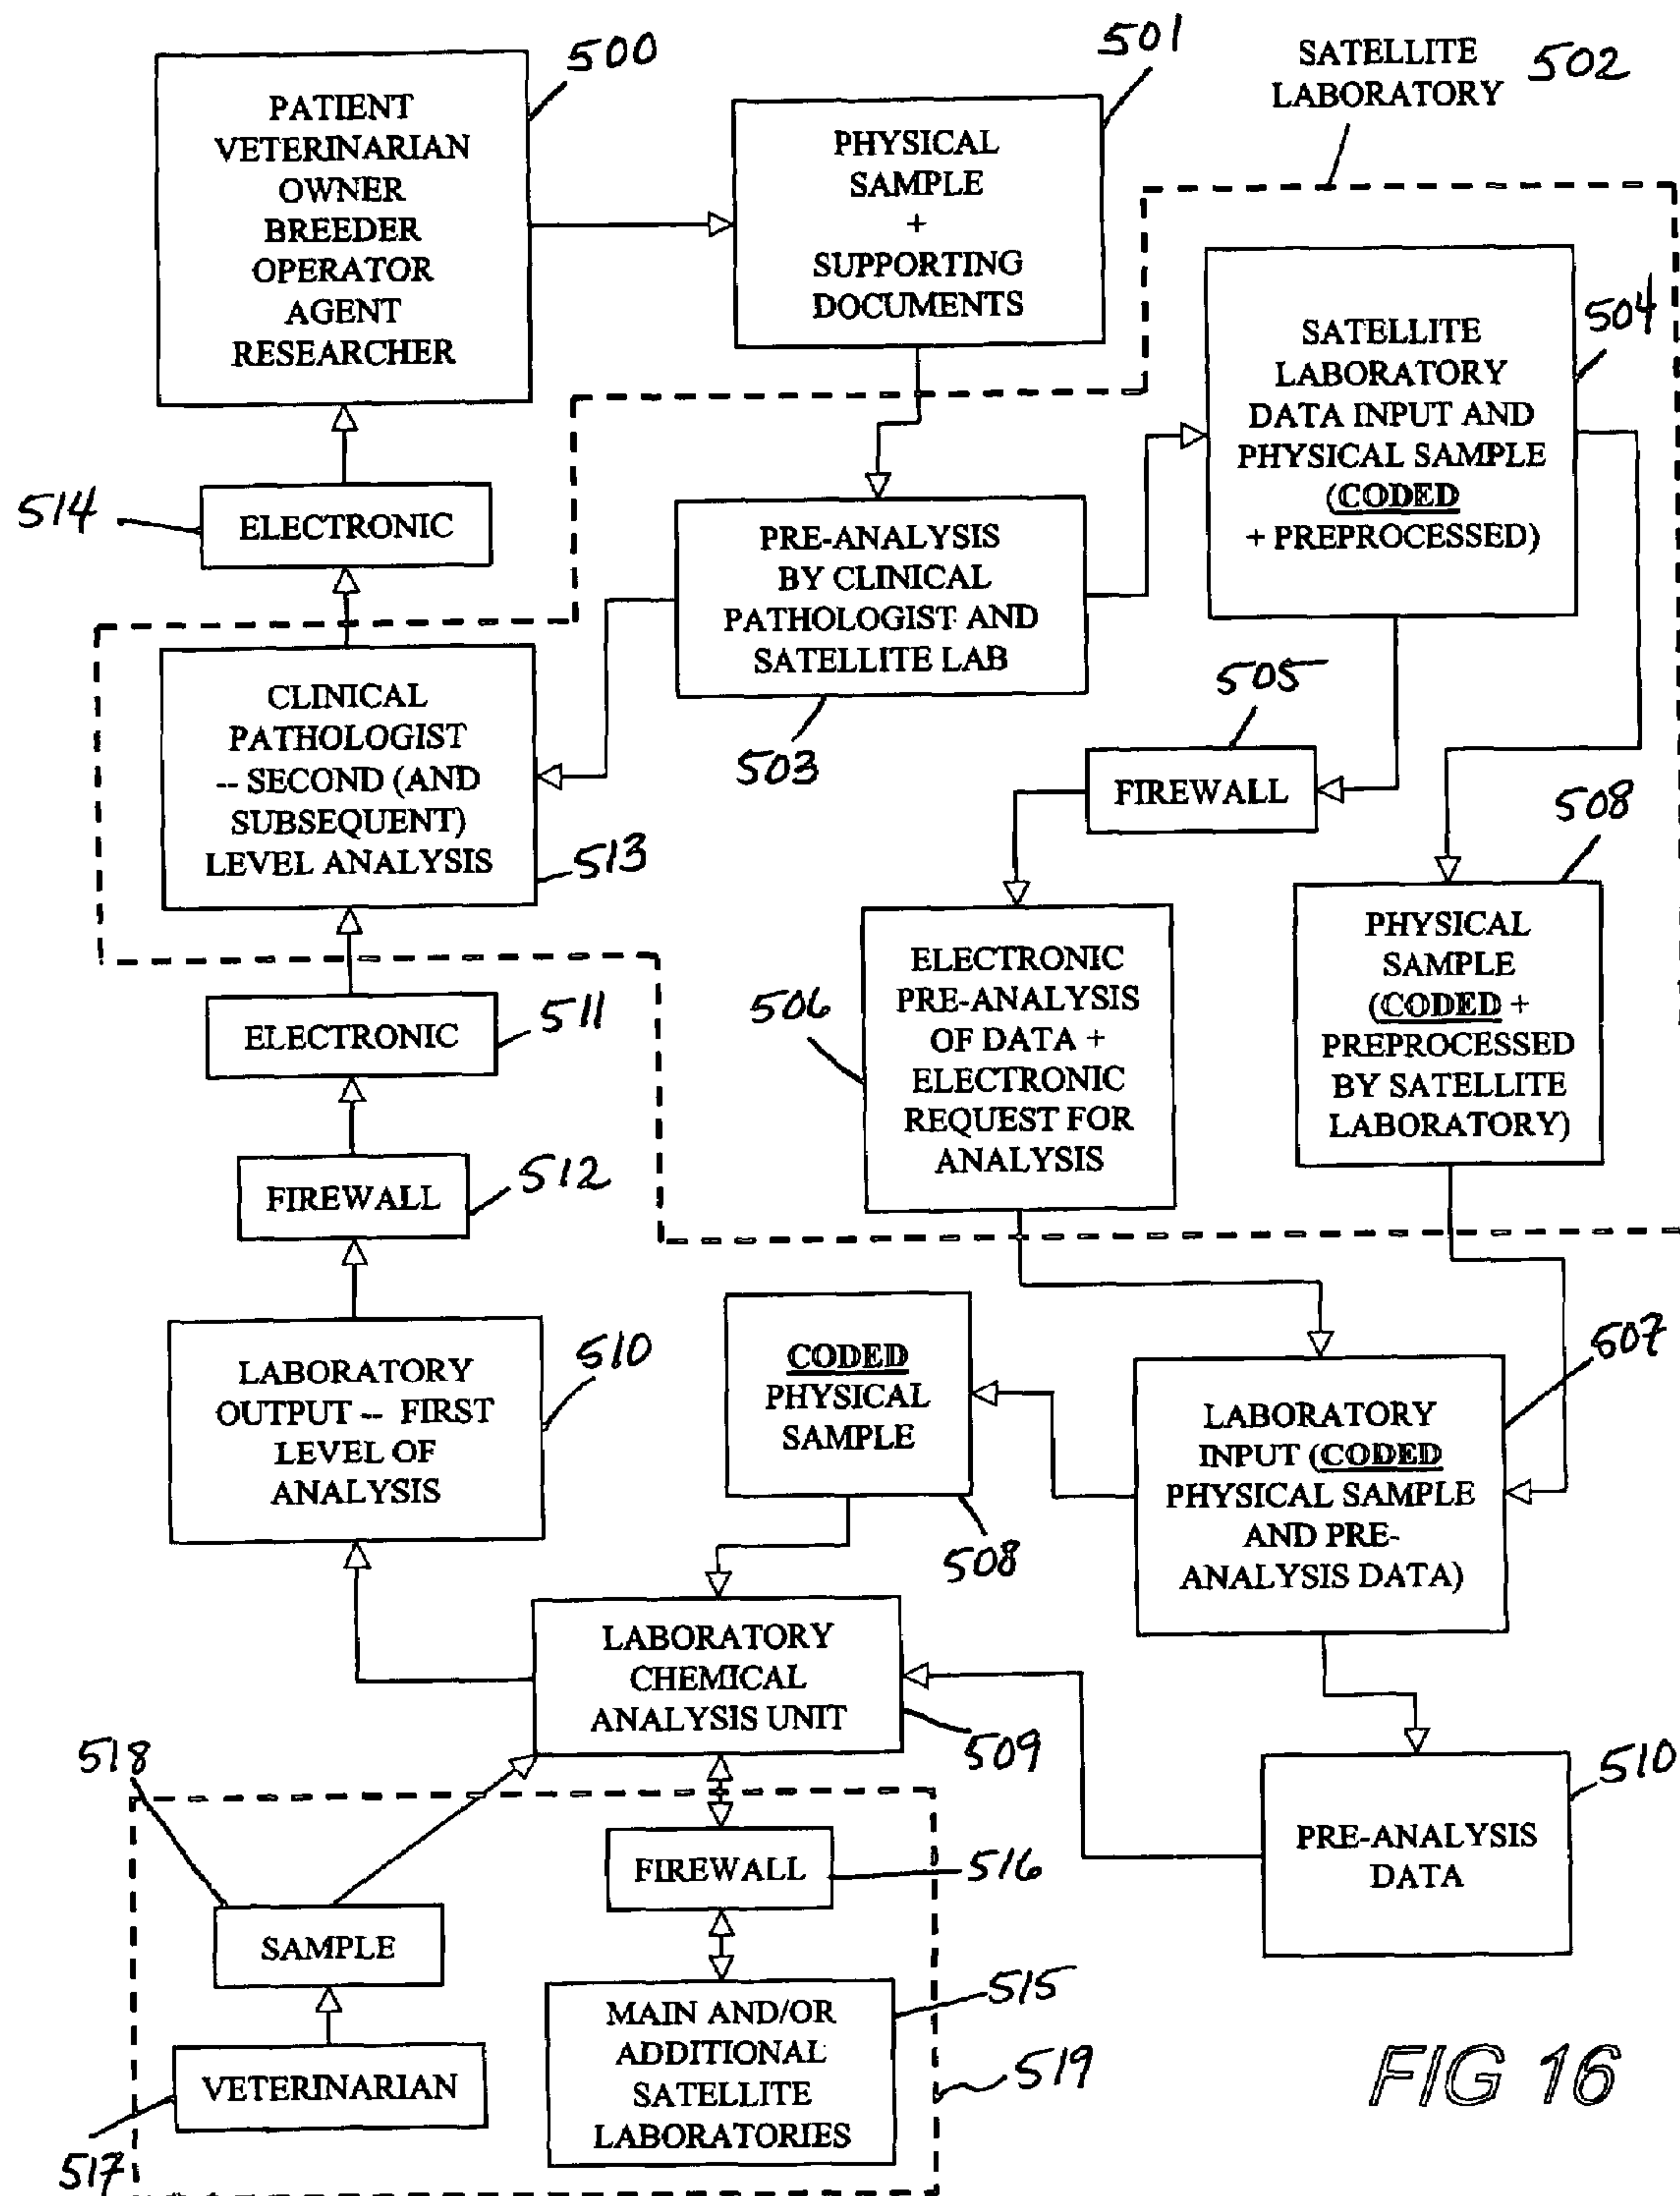 500
PATIENT
VETERINARIAN
OWNER
BREEDER
OPERATOR
AGENT
RESEARCHER
501
PHYSICAL
SAMPLE
+
SUPPORTING
DOCUMENTS
SATELLITE
LABORATORY
502
504
SATELLITE
LABORATORY
DATA INPUT AND
PHYSICAL SAMPLE
(CODED
+ PREPROCESSED)
514
ELECTRONIC
PRE-ANALYSIS
BY CLINICAL
PATHOLOGIST AND
SATELLITE LAB
503
505
FIREWALL
CLINICAL
PATHOLOGIST
-- SECOND (AND
SUBSEQUENT)
LEVEL ANALYSIS
513
508
PHYSICAL
SAMPLE
(CODED +
PREPROCESSED
BY SATELLITE
LABORATORY)
506
ELECTRONIC
PRE-ANALYSIS
OF DATA +
ELECTRONIC
REQUEST FOR
ANALYSIS
ELECTRONIC
511
FIREWALL
512
LABORATORY
OUTPUT -- FIRST
LEVEL OF
ANALYSIS
510
CODED
PHYSICAL
SAMPLE
508
507
LABORATORY
INPUT (CODED
PHYSICAL SAMPLE
AND PRE-
ANALYSIS DATA)
LABORATORY
CHEMICAL
ANALYSIS UNIT
509
510
PRE-ANALYSIS
DATA
518
SAMPLE
FIREWALL
516
VETERINARIAN
517
MAIN AND/OR
ADDITIONAL
SATELLITE
LABORATORIES
515
519
FIG 16